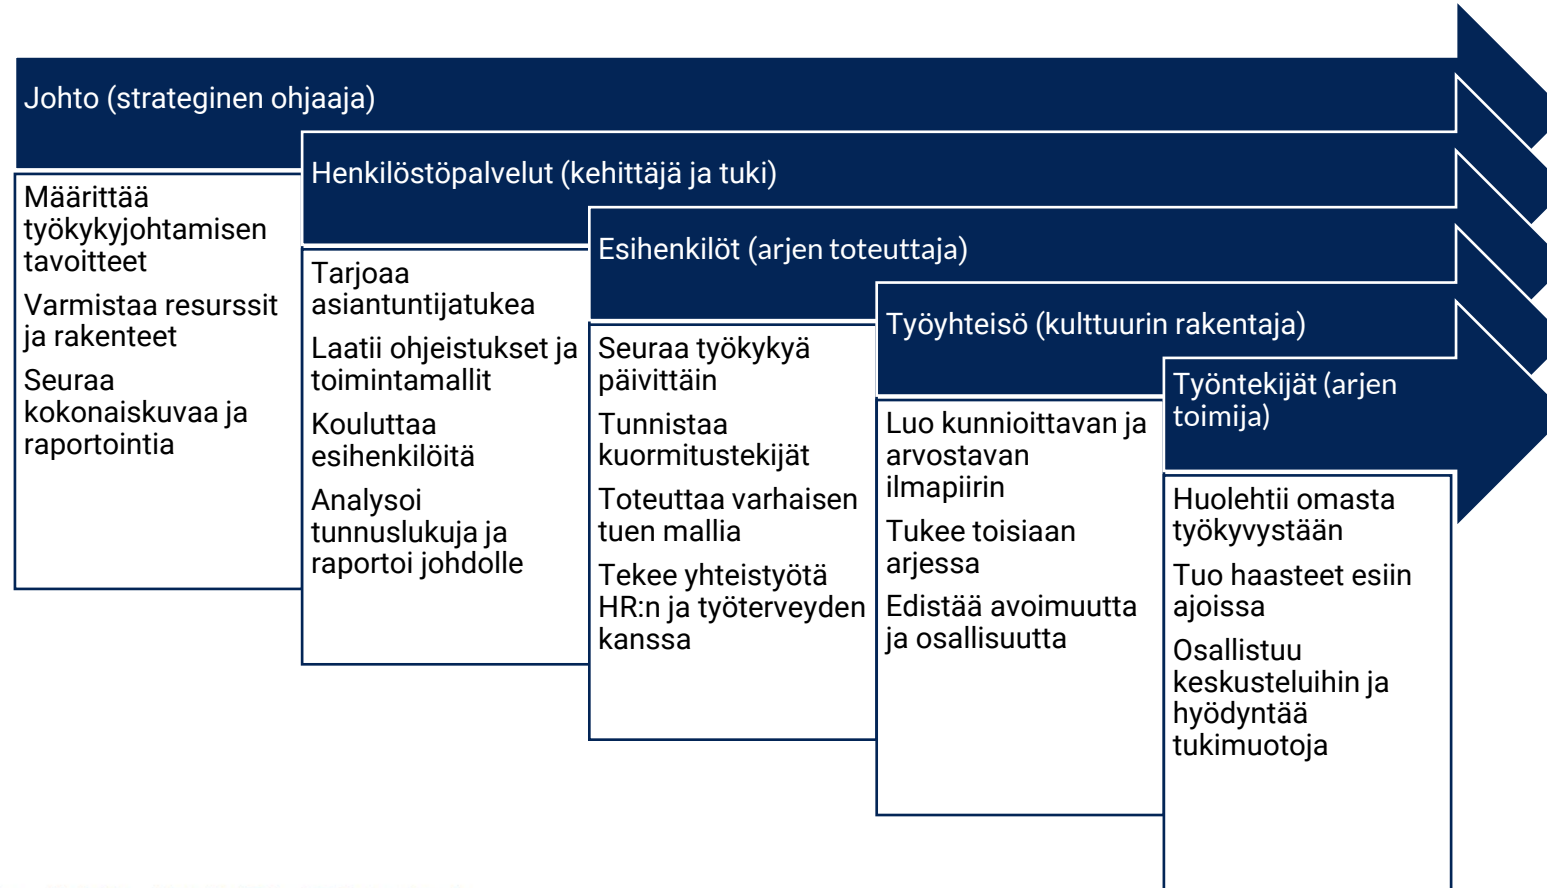 Johto (strateginen ohjaaja)
Määrittää
työkykyjohtamisen
tavoitteet
Varmistaa resurssit
ja rakenteet
Seuraa
kokonaiskuvaa ja
raportointia
Henkilöstöpalvelut (kehittäjä ja tuki)
Tarjoaa
asiantuntijatukea
Laatii ohjeistukset ja
toimintamallit
Kouluttaa
esihenkilöitä
Analysoi
tunnuslukuja ja
raportoi johdolle
Esihenkilöt (arjen toteuttaja)
Seuraa työkykyä
päivittäin
Tunnistaa
kuormitustekijät
Toteuttaa varhaisen
tuen mallia
Tekee yhteistyötä
HR:n ja työterveyden
kanssa
Työyhteisö (kulttuurin rakentaja)
Luo kunnioittavan ja
arvostavan
ilmapiirin
Tukee toisiaan
arjessa
Edistää avoimuutta
ja osallisuutta
Työntekijät (arjen
toimija)
Huolehtii omasta
työkyvystään
Tuo haasteet esiin
ajoissa
Osallistuu
keskusteluihin ja
hyödyntää
tukimuotoja